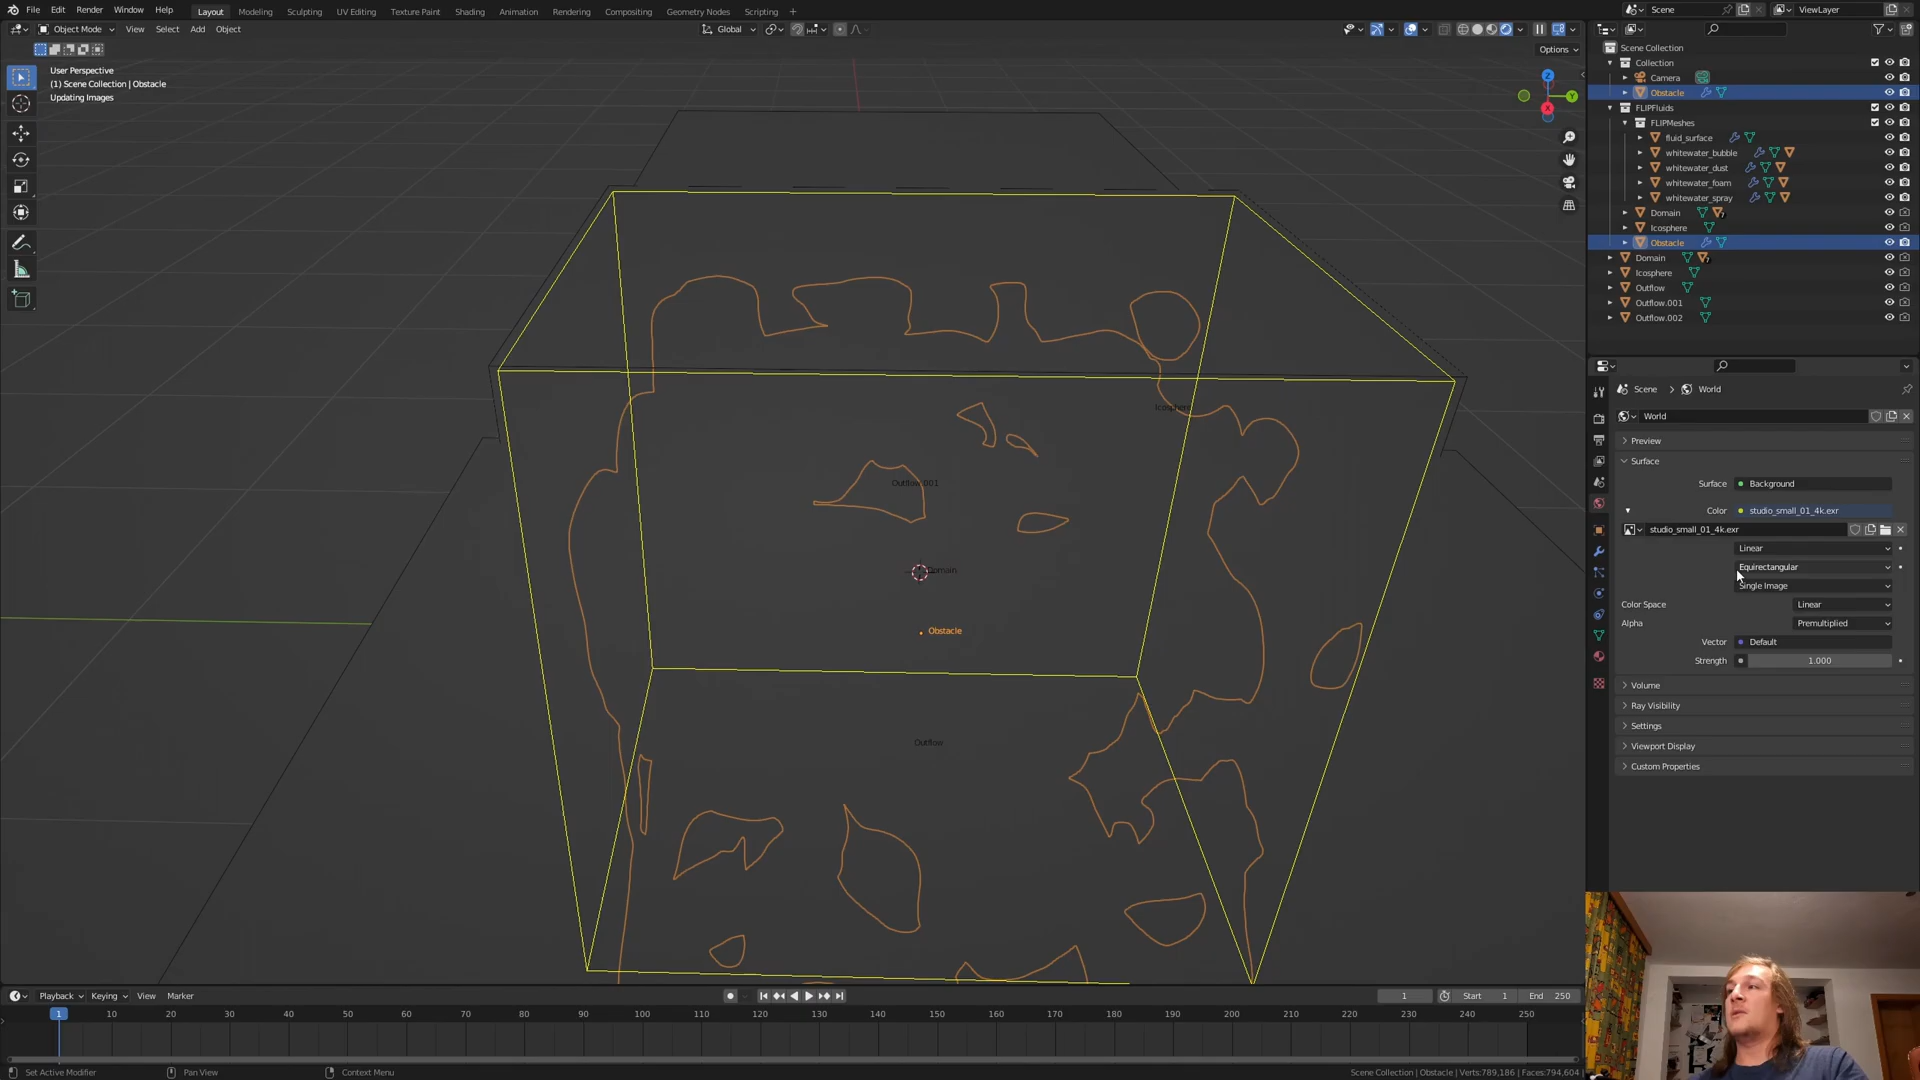 File Edit Render Window Help Layout Modeling Sculpting UV Editing Texture Paint Shading Animation Rendering Compositing Geometry Nodes Scripting + Scene ViewLayer
Object Mode View Select Add Object Global
Options
User Perspective
(1) Scene Collection | Obstacle
Updating Images
Z
Y
X
Icosphere
Outflow.001
Domain
Obstacle
Outflow
Scene Collection
Collection
Camera
Obstacle
FLIPFluids
FLIPMeshes
fluid_surface
whitewater_bubble
whitewater_dust
whitewater_foam
whitewater_spray
Domain
Icosphere
Obstacle
Domain
Icosphere
Outflow
Outflow.001
Outflow.002
Scene > World
World
Preview
Surface
Surface Background
Color studio_small_01_4k.exr
studio_small_01_4k.exr
Linear
Equirectangular
Single Image
Color Space Linear
Alpha Premultiplied
Vector Default
Strength 1.000
Volume
Ray Visibility
Settings
Viewport Display
Custom Properties
Playback Keying View Marker 1 Start 1 End 250
1 10 20 30 40 50 60 70 80 90 100 110 120 130 140 150 160 170 180 190 200 210 220 230 240 250
Set Active Modifier Pan View Context Menu Scene Collection | Obstacle | Verts:789,186 | Faces:794,604 |